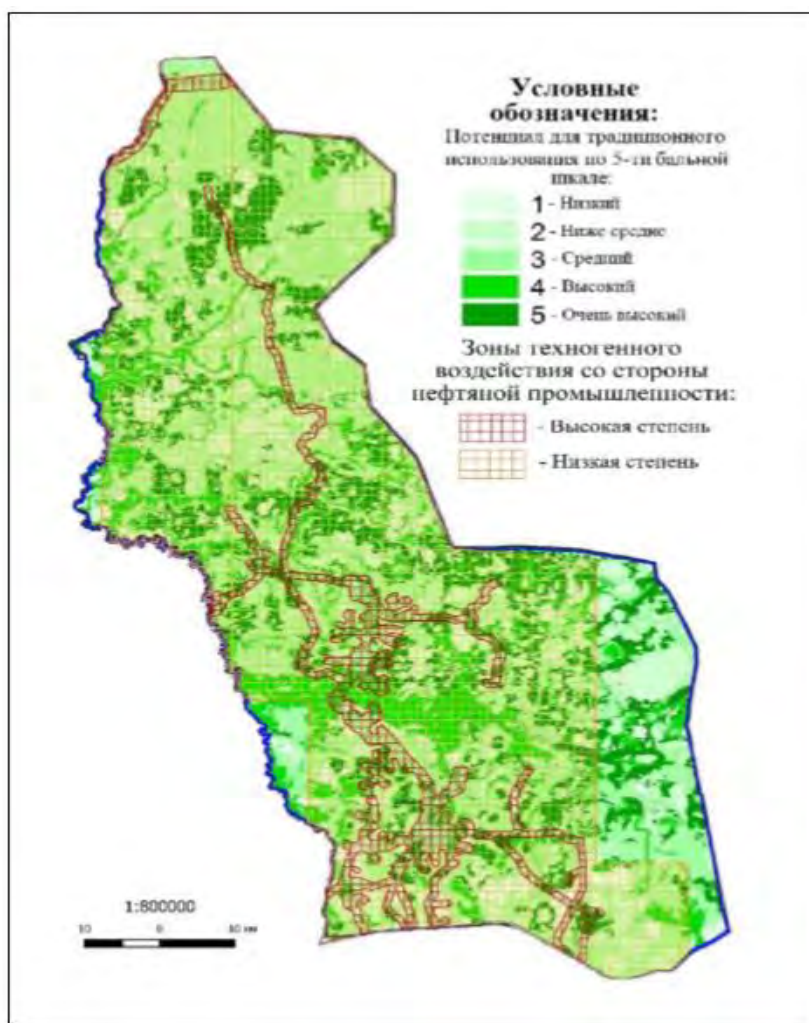 Условные
обозначения:
Потенциал для традиционного
использования по 5-ти бальной
шкале:
1 - Низкий
2 - Ниже средне
3 - Средний
4 - Высокий
5 - Очень высокий
Зоны техногенного
воздействия со стороны
нефтяной промышленности:
- Высокая степень
- Низкая степень
1:800000
10 0 10 км